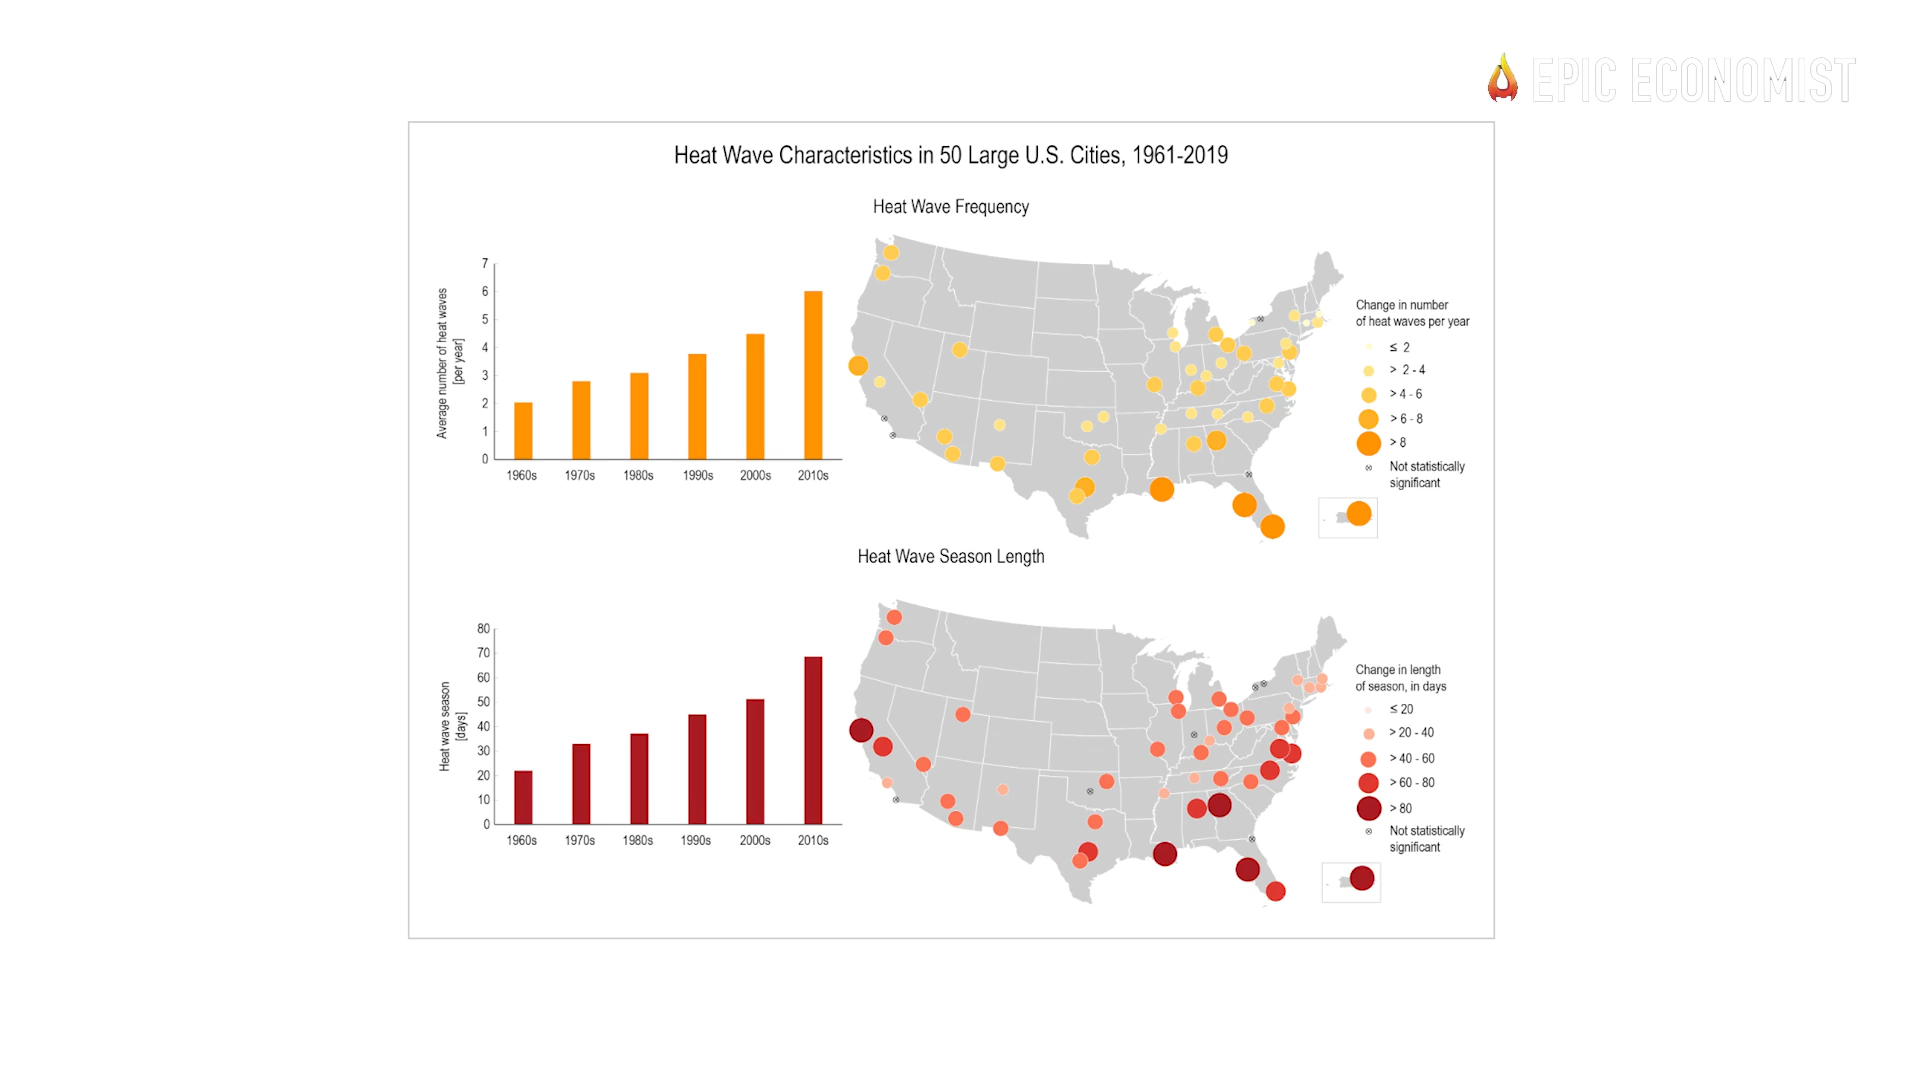 EPIC ECONOMIST
Heat Wave Characteristics in 50 Large U.S. Cities, 1961-2019
Heat Wave Frequency
Average number of heat waves
[per year]
7
6
5
4
3
2
1
0
1960s 1970s 1980s 1990s 2000s 2010s
Change in number
of heat waves per year
≤ 2
> 2 - 4
> 4 - 6
> 6 - 8
> 8
Not statistically
significant
Heat Wave Season Length
Heat wave season
[days]
80
70
60
50
40
30
20
10
0
1960s 1970s 1980s 1990s 2000s 2010s
Change in length
of season, in days
≤ 20
> 20 - 40
> 40 - 60
> 60 - 80
> 80
Not statistically
significant